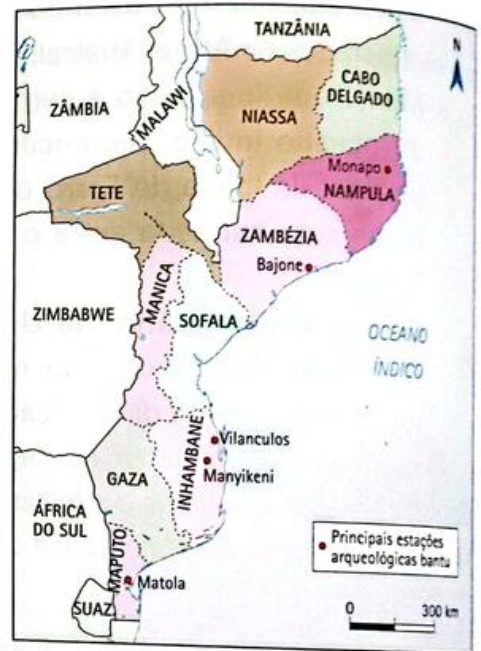 TANZÂNIA
N
CABO
DELGADO
NIASSA
MALAWI
ZÂMBIA
Monapo
NAMPULA
TETE
ZAMBÉZIA
Bajone
MANICA
SOFALA
ZIMBABWE
OCEANO
ÍNDICO
Vilanculos
Manyikeni
INHAMBANE
GAZA
ÁFRICA
DO SUL
MAPUTO
Matola
SUAZ.
Principais estações
arqueológicas bantu
0 300 km